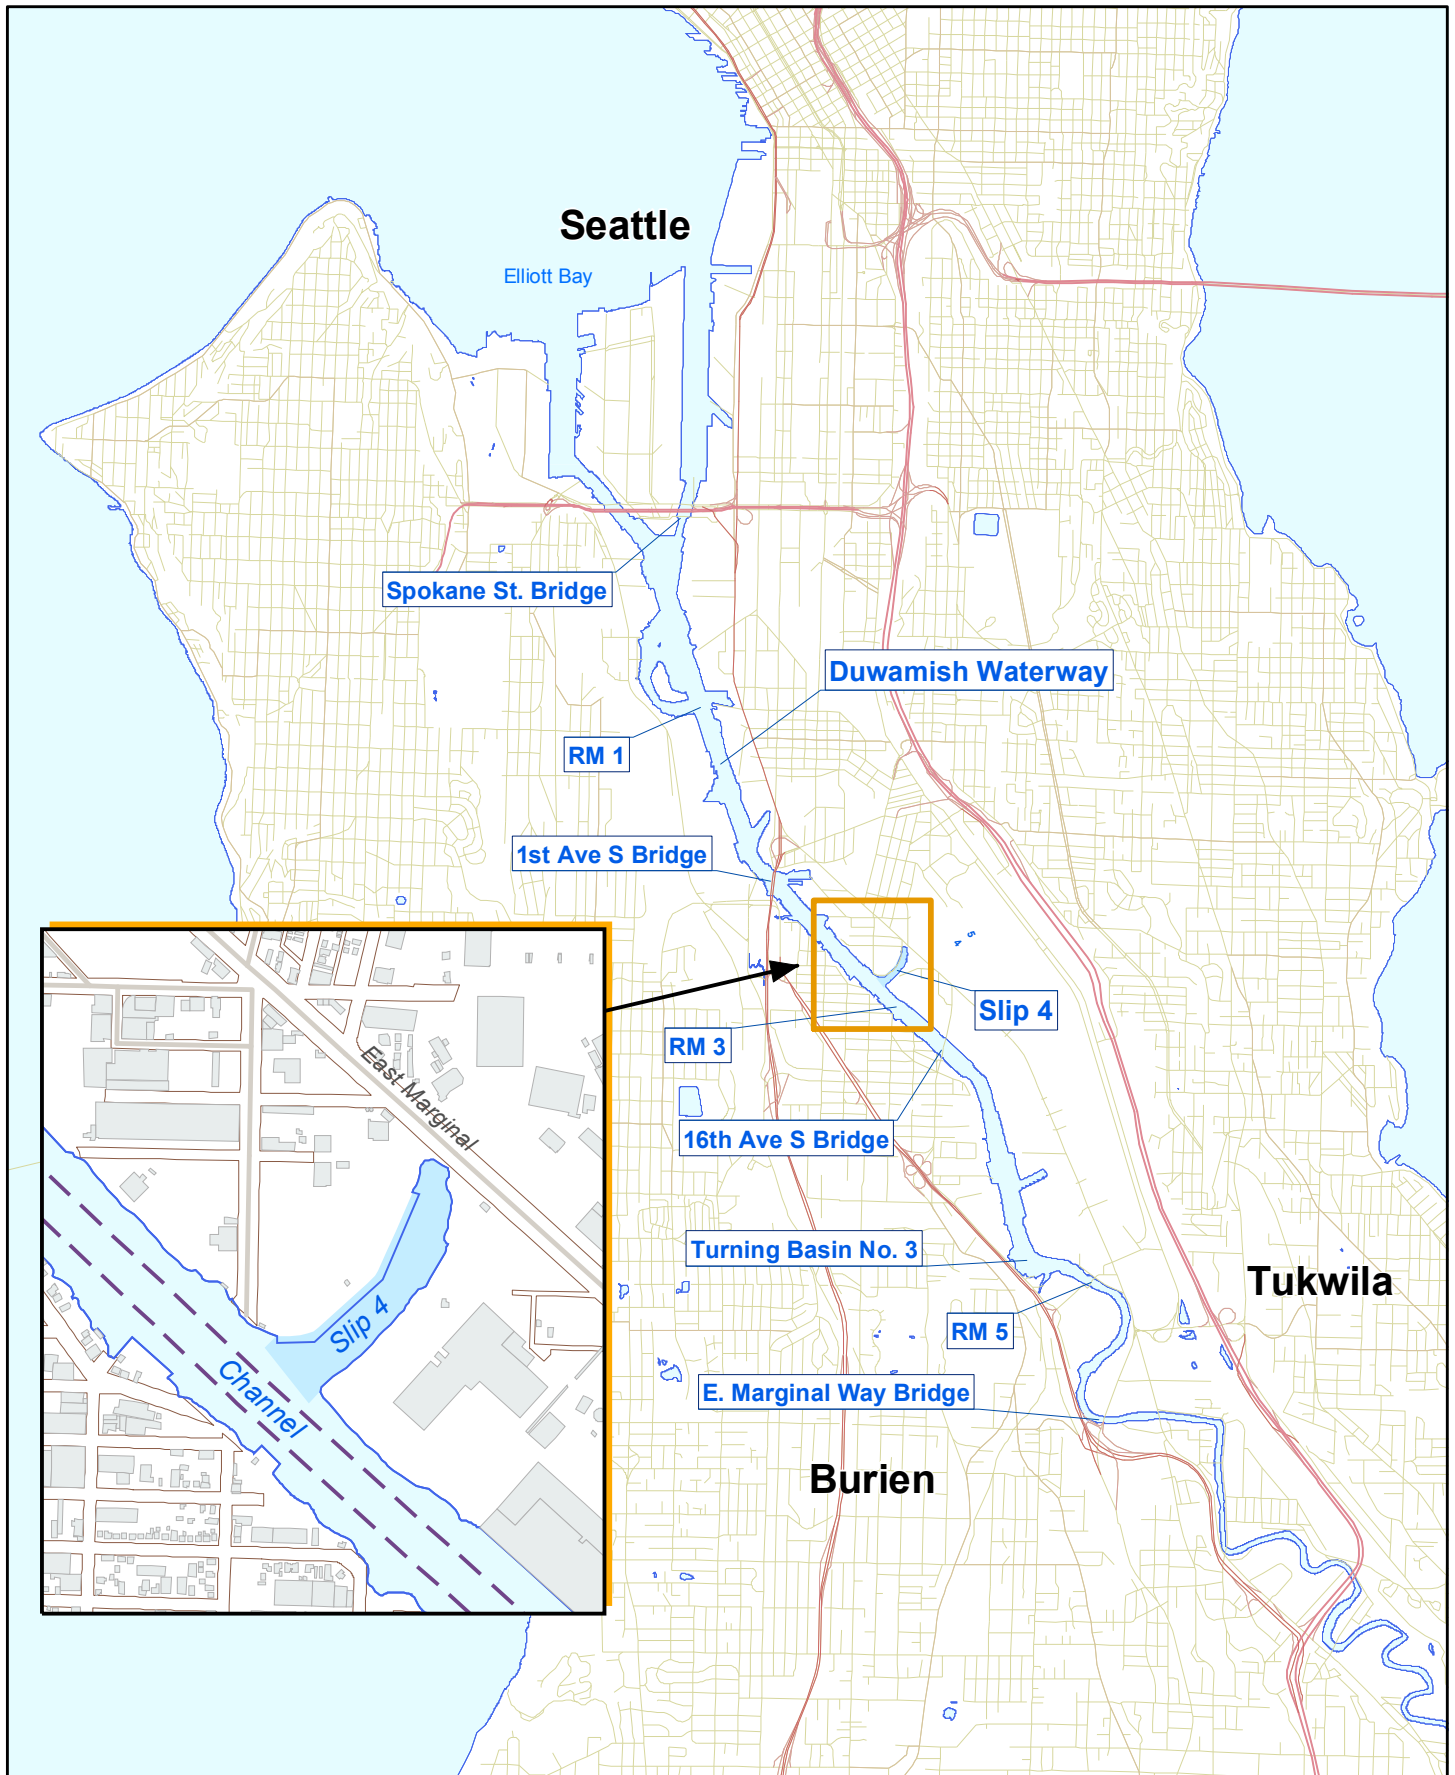 Seattle
Elliott Bay
Spokane St. Bridge
Duwamish Waterway
RM 1
1st Ave S Bridge
Slip 4
RM 3
16th Ave S Bridge
Turning Basin No. 3
Tukwila
RM 5
E. Marginal Way Bridge
Burien
East Marginal
Slip 4
Channel